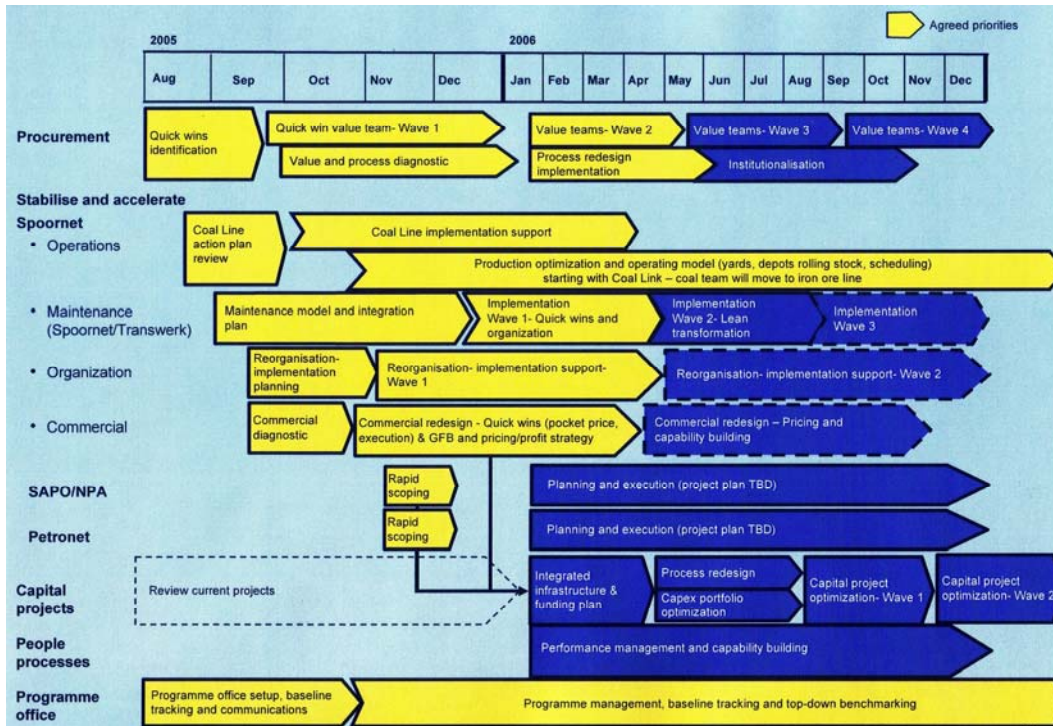 Agreed priorities
2005
2006
Aug
Sep
Oct
Nov
Dec
Jan
Feb
Mar
Apr
May
Jun
Jul
Aug
Sep
Oct
Nov
Dec
Procurement
Quick wins
identification
Quick win value team- Wave 1
Value and process diagnostic
Value teams- Wave 2
Process redesign
implementation
Value teams- Wave 3
Value teams- Wave 4
Institutionalisation
Stabilise and accelerate
Spoornet
• Operations
Coal Line
action plan
review
Coal Line implementation support
Production optimization and operating model (yards, depots rolling stock, scheduling)
starting with Coal Link – coal team will move to iron ore line
• Maintenance
(Spoornet/Transwerk)
Maintenance model and integration
plan
Implementation
Wave 1- Quick wins and
organization
Implementation
Wave 2- Lean
transformation
Implementation
Wave 3
• Organization
Reorganisation-
implementation
planning
Reorganisation- implementation support-
Wave 1
Reorganisation- implementation support- Wave 2
• Commercial
Commercial
diagnostic
Commercial redesign - Quick wins (pocket price,
execution) & GFB and pricing/profit strategy
Commercial redesign – Pricing and
capability building
SAPO/NPA
Rapid
scoping
Planning and execution (project plan TBD)
Petronet
Rapid
scoping
Planning and execution (project plan TBD)
Capital
projects
Review current projects
Integrated
infrastructure &
funding plan
Process redesign
Capex portfolio
optimization
Capital project
optimization- Wave 1
Capital project
optimization- Wave 2
People
processes
Performance management and capability building
Programme
office
Programme office setup, baseline
tracking and communications
Programme management, baseline tracking and top-down benchmarking